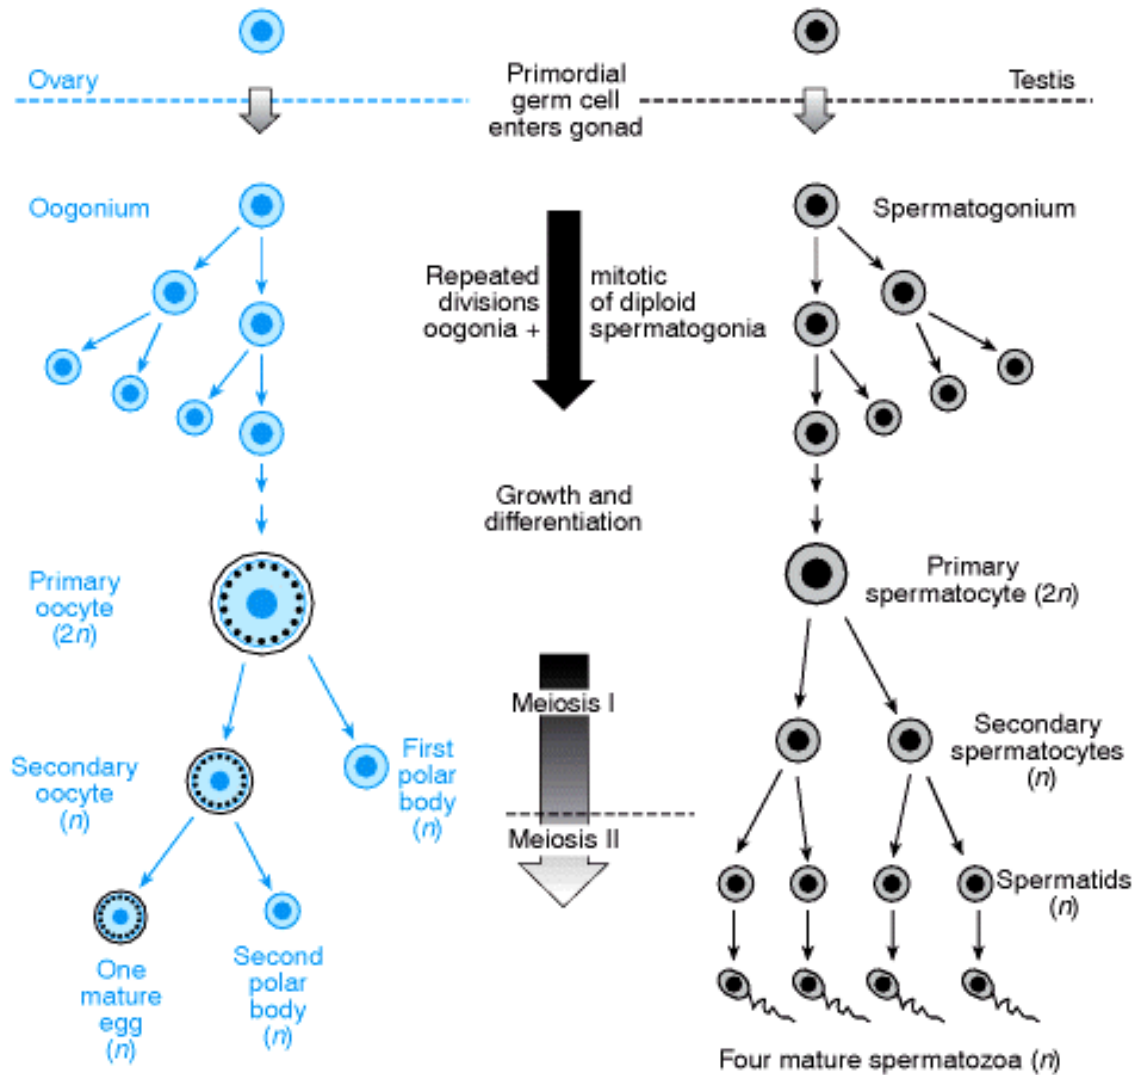 Ovary
Primordial
germ cell
enters gonad
Testis
Oogonium
Spermatogonium
Repeated mitotic
divisions of diploid
oogonia + spermatogonia
Growth and
differentiation
Primary
oocyte
(2n)
Primary
spermatocyte (2n)
Meiosis I
Secondary
oocyte
(n)
First
polar
body
(n)
Secondary
spermatocytes
(n)
Meiosis II
Spermatids
(n)
One
mature
egg
(n)
Second
polar
body
(n)
Four mature spermatozoa (n)